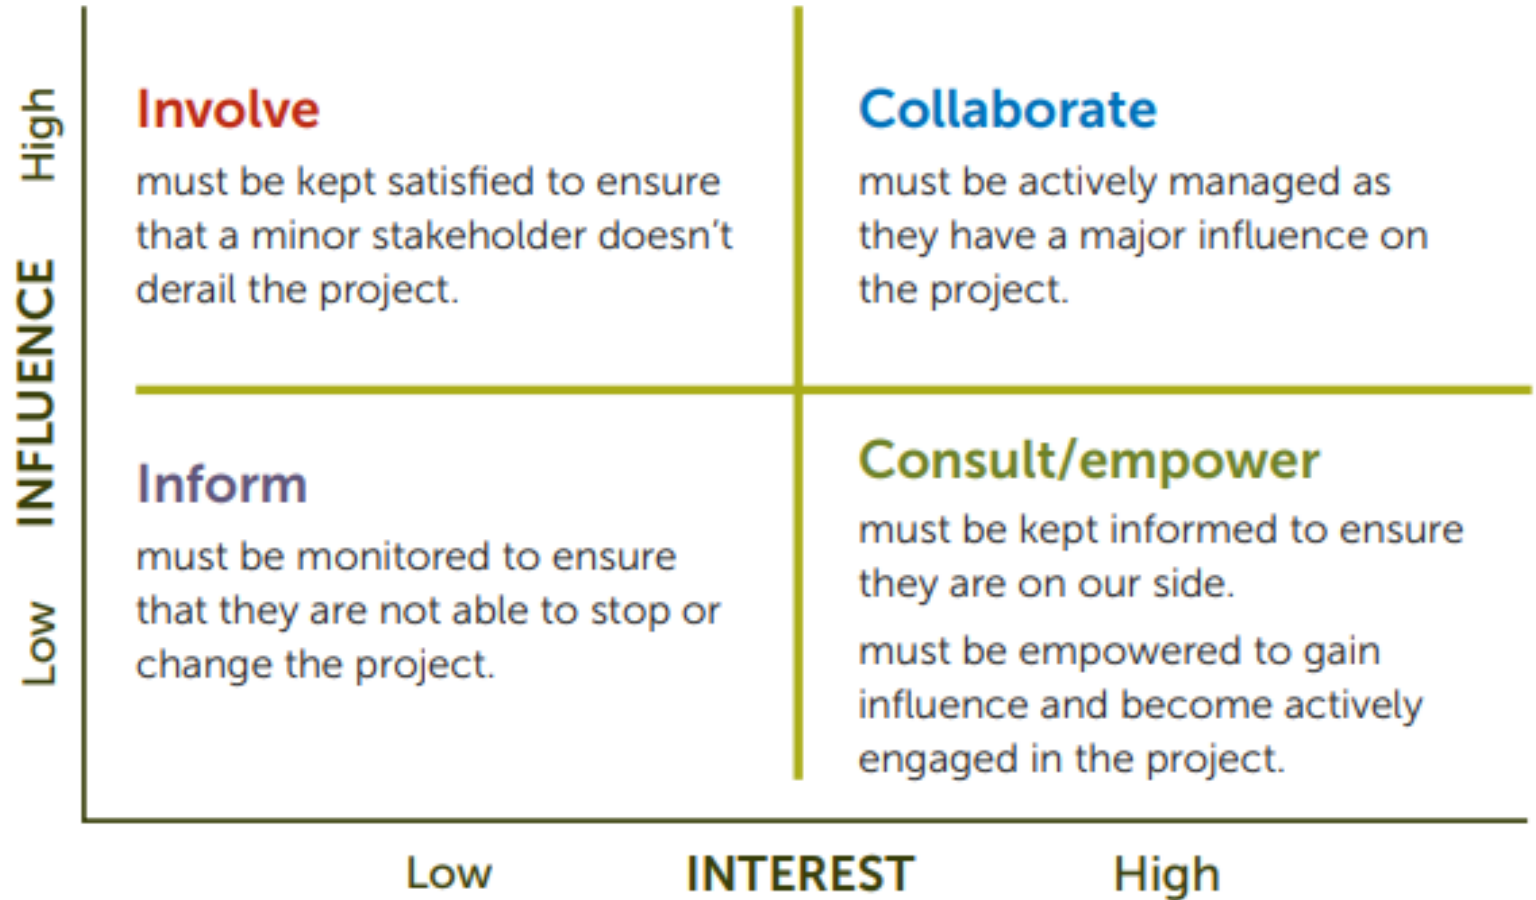 High
INFLUENCE
Low
Involve
must be kept satisfied to ensure
that a minor stakeholder doesn’t
derail the project.
Collaborate
must be actively managed as
they have a major influence on
the project.
Inform
must be monitored to ensure
that they are not able to stop or
change the project.
Consult/empower
must be kept informed to ensure
they are on our side.
must be empowered to gain
influence and become actively
engaged in the project.
Low
INTEREST
High